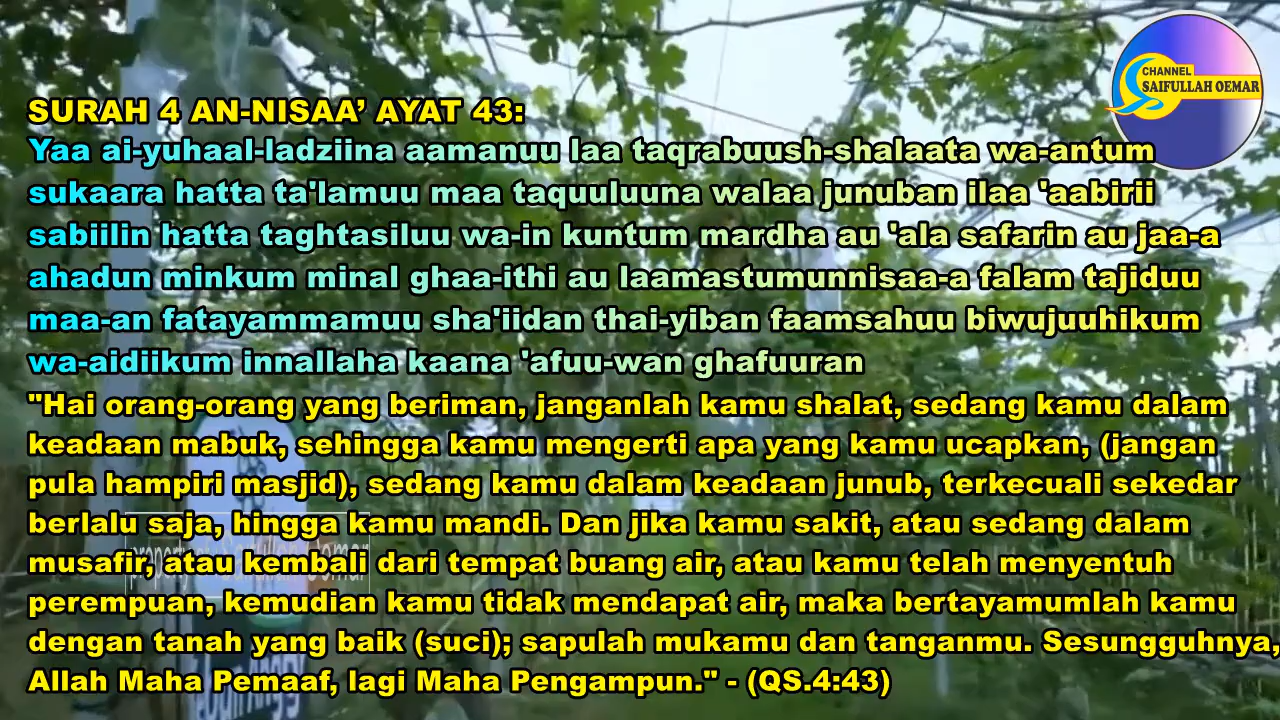 CHANNEL
SAIFULLAH OEMAR
SURAH 4 AN-NISAA’ AYAT 43:
Yaa ai-yuhaal-ladziina aamanuu laa taqrabuush-shalaata wa-antum
sukaara hatta ta'lamuu maa taquuluuna walaa junuban ilaa 'aabirii
sabiilin hatta taghtasiluu wa-in kuntum mardha au 'ala safarin au jaa-a
ahadun minkum minal ghaa-ithi au laamastumunnisaa-a falam tajiduu
maa-an fatayammamuu sha'iidan thai-yiban faamsahuu biwujuuhikum
wa-aidiikum innallaha kaana 'afuu-wan ghafuuran
"Hai orang-orang yang beriman, janganlah kamu shalat, sedang kamu dalam
keadaan mabuk, sehingga kamu mengerti apa yang kamu ucapkan, (jangan
pula hampiri masjid), sedang kamu dalam keadaan junub, terkecuali sekedar
berlalu saja, hingga kamu mandi. Dan jika kamu sakit, atau sedang dalam
musafir, atau kembali dari tempat buang air, atau kamu telah menyentuh
perempuan, kemudian kamu tidak mendapat air, maka bertayamumlah kamu
dengan tanah yang baik (suci); sapulah mukamu dan tanganmu. Sesungguhnya,
Allah Maha Pemaaf, lagi Maha Pengampun." - (QS.4:43)